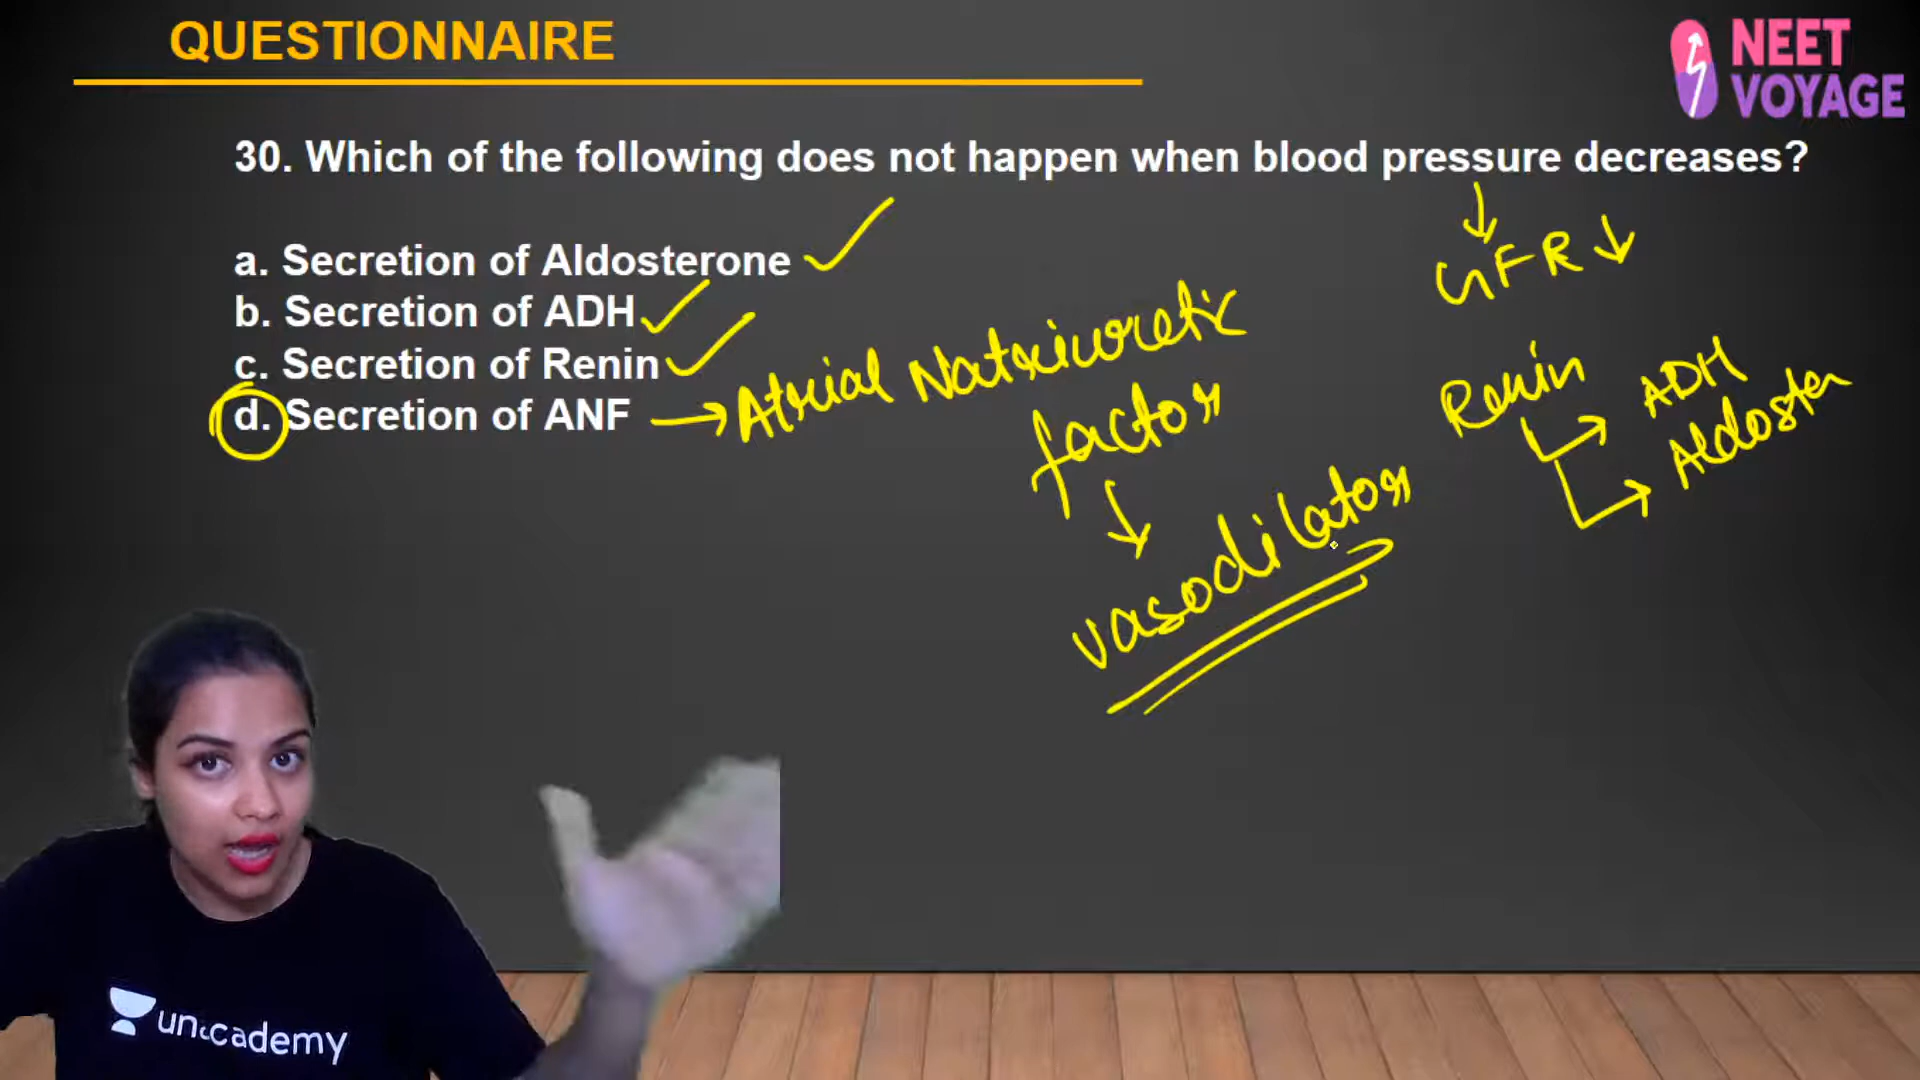 QUESTIONNAIRE
NEET
VOYAGE
30. Which of the following does not happen when blood pressure decreases?
a. Secretion of Aldosterone
b. Secretion of ADH
c. Secretion of Renin
d. Secretion of ANF
Atrial Natriuretic
factor
vasodilator
GFR
Renin
ADH
Aldoster
unacademy